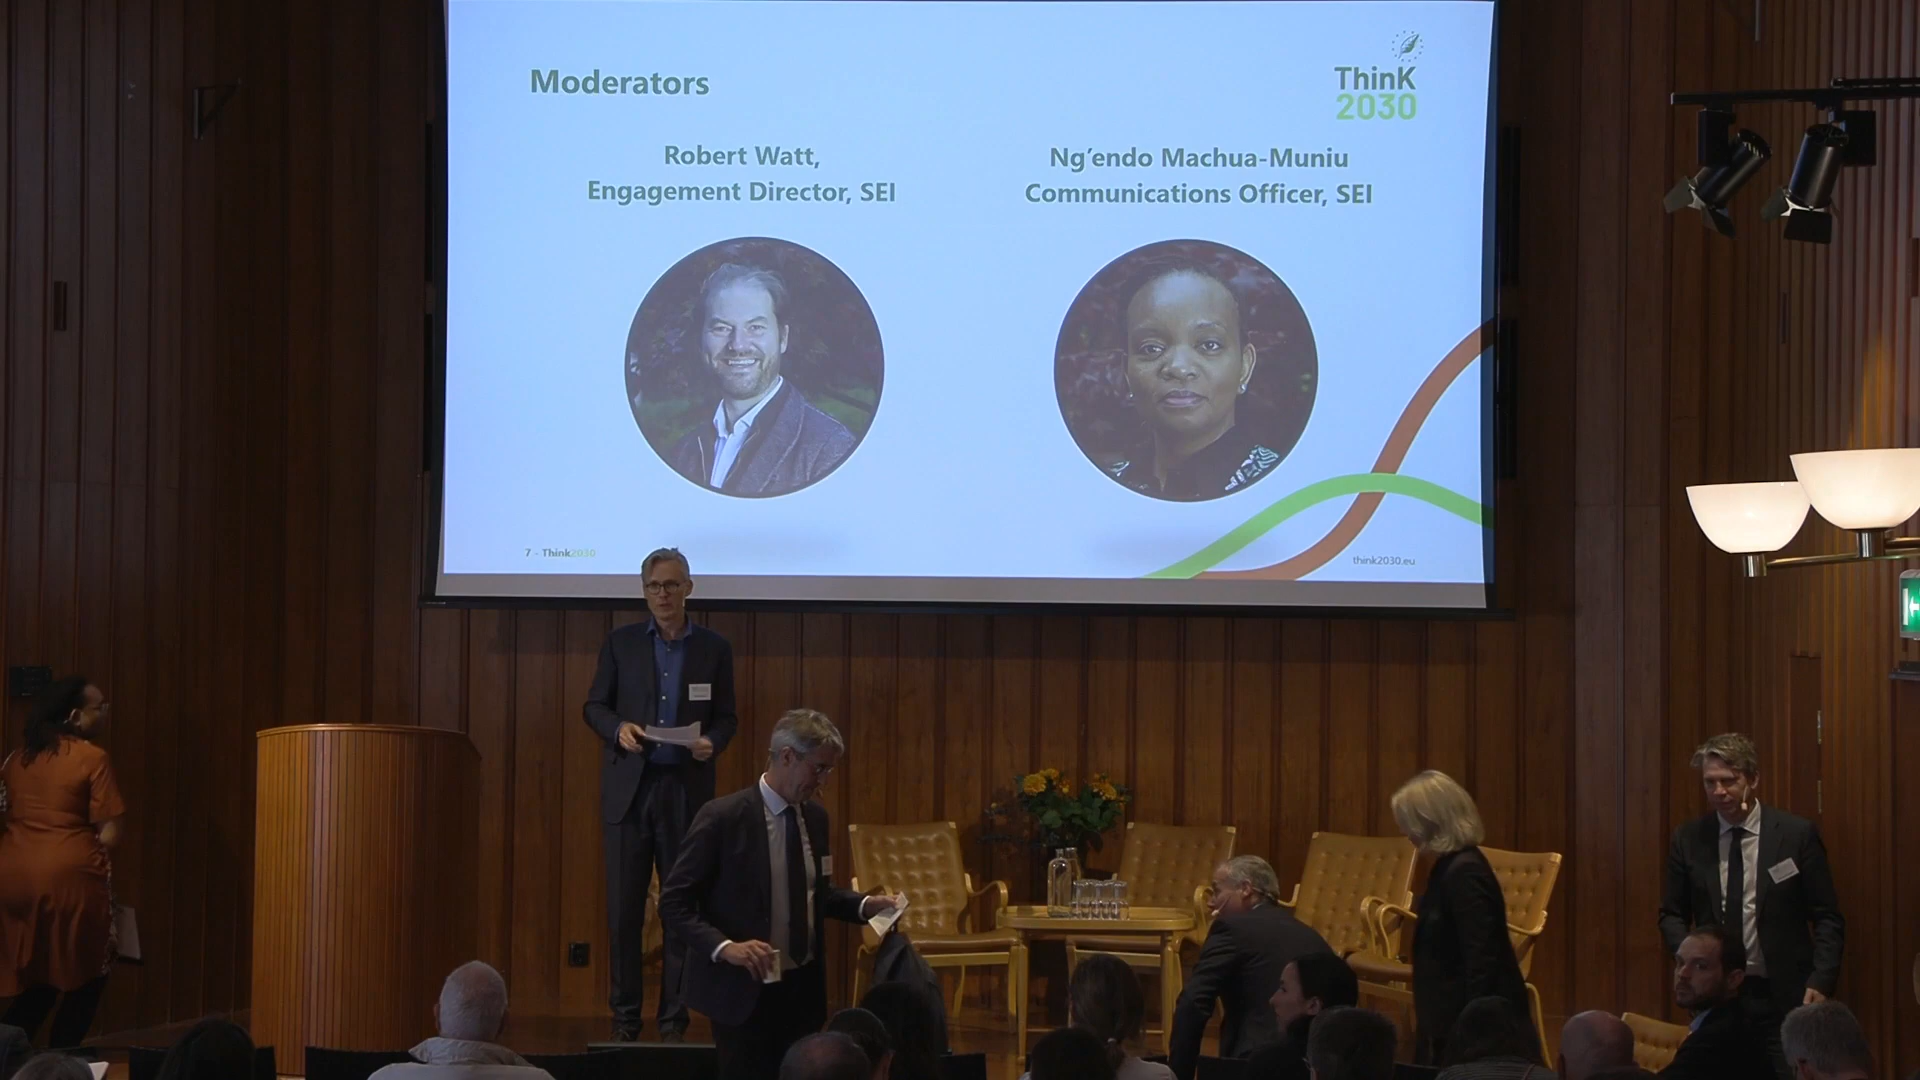 Moderators
ThinK
2030
Robert Watt,
Engagement Director, SEI
Ng’endo Machua-Muniu
Communications Officer, SEI
7 - Think2030
think2030.eu